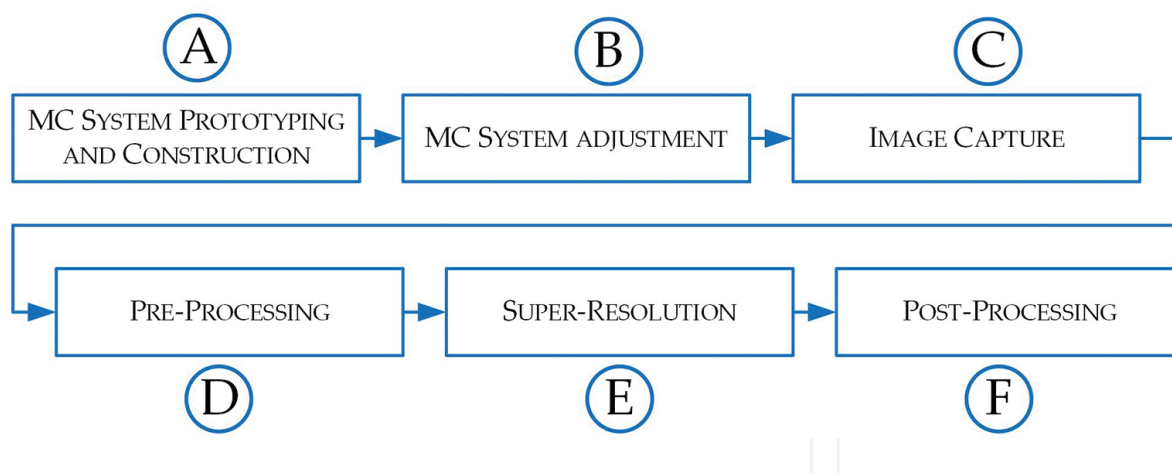 A
B
C
MC System Prototyping
and Construction
MC System adjustment
Image Capture
Pre-Processing
Super-Resolution
Post-Processing
D
E
F